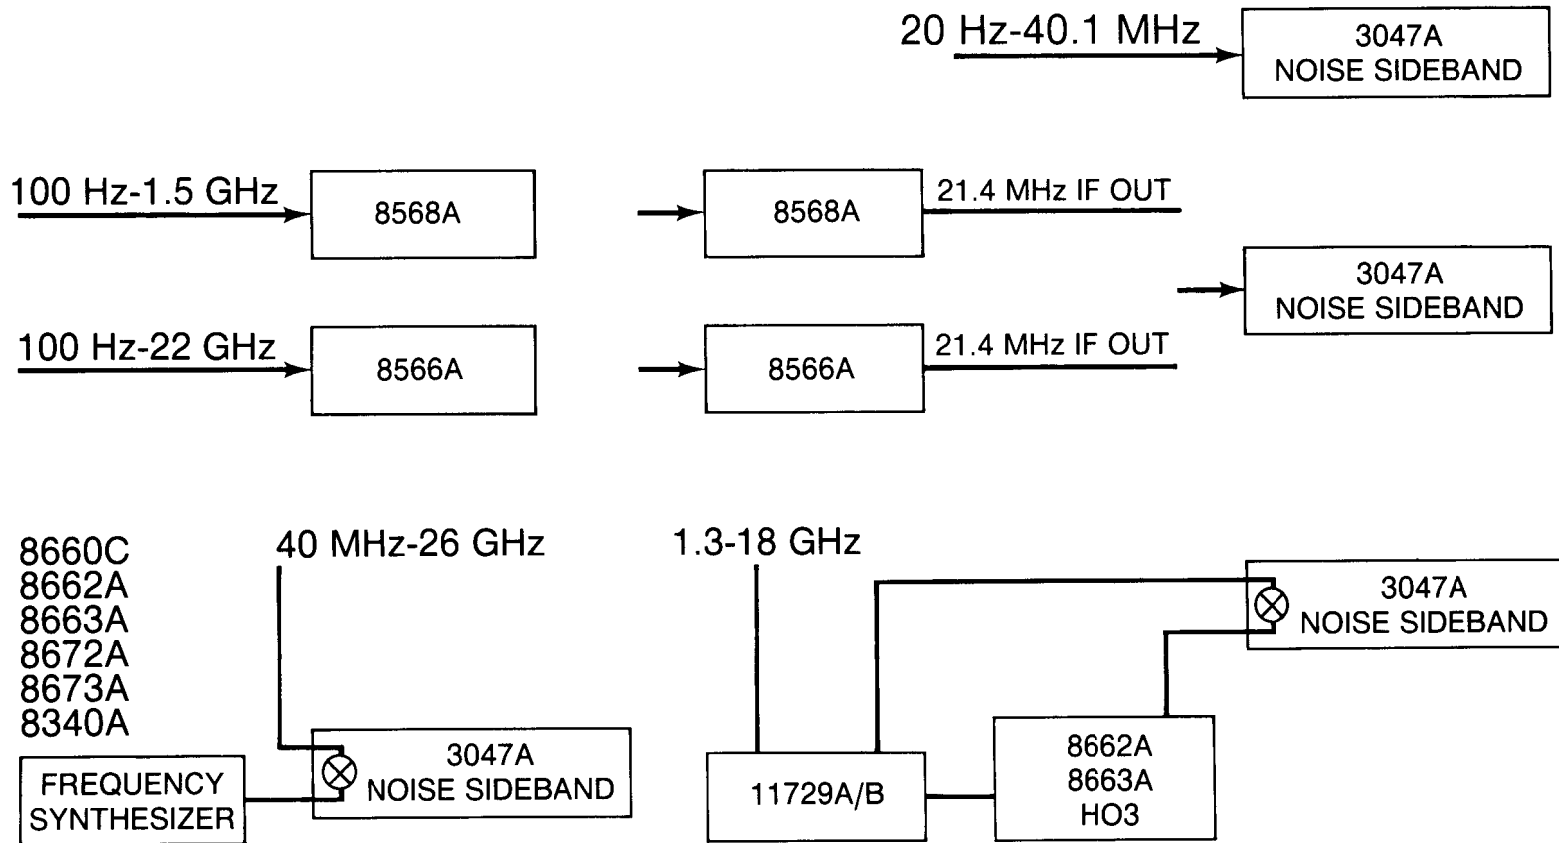 20 Hz-40.1 MHz
3047A
NOISE SIDEBAND
100 Hz-1.5 GHz
8568A
8568A
21.4 MHz IF OUT
3047A
NOISE SIDEBAND
100 Hz-22 GHz
8566A
8566A
21.4 MHz IF OUT
8660C
8662A
8663A
8672A
8673A
8340A
FREQUENCY
SYNTHESIZER
40 MHz-26 GHz
3047A
NOISE SIDEBAND
1.3-18 GHz
11729A/B
8662A
8663A
HO3
3047A
NOISE SIDEBAND